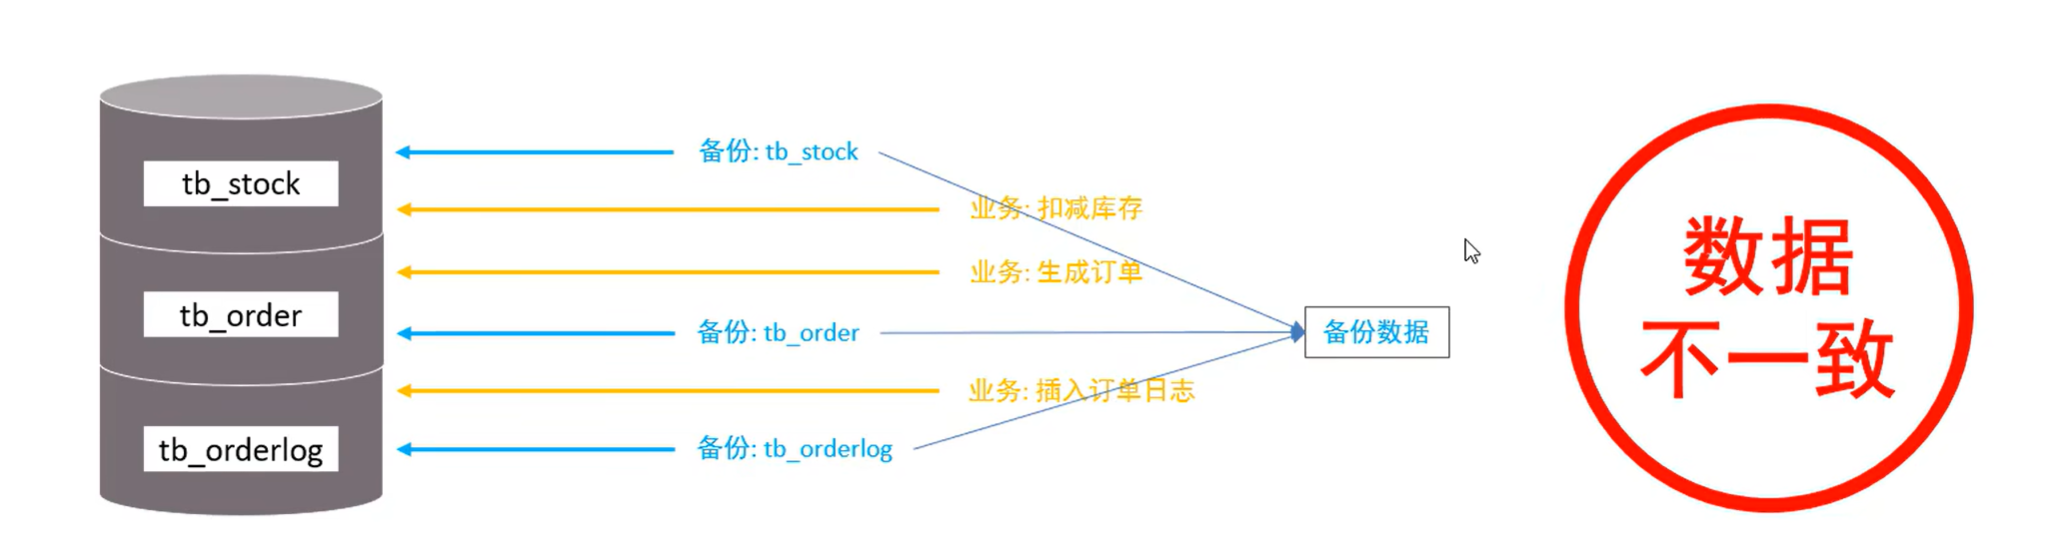 tb_stock
tb_order
tb_orderlog
备份: tb_stock
业务: 扣减库存
业务: 生成订单
备份: tb_order
业务: 插入订单日志
备份: tb_orderlog
备份数据
数据
不一致